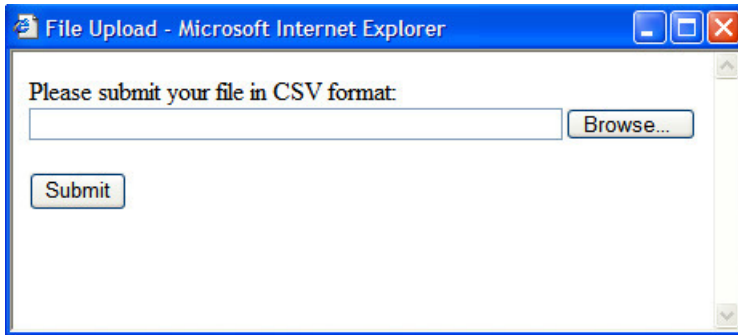 File Upload - Microsoft Internet Explorer
Please submit your file in CSV format:
Browse...
Submit